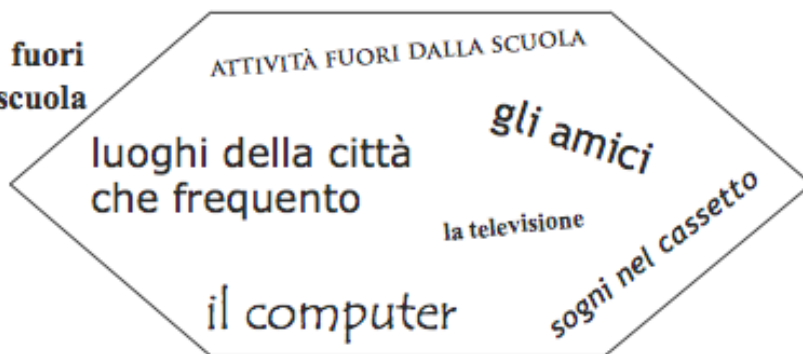 fuori
scuola
ATTIVITÀ FUORI DALLA SCUOLA
gli amici
luoghi della città
che frequento
la televisione
sogni nel cassetto
il computer